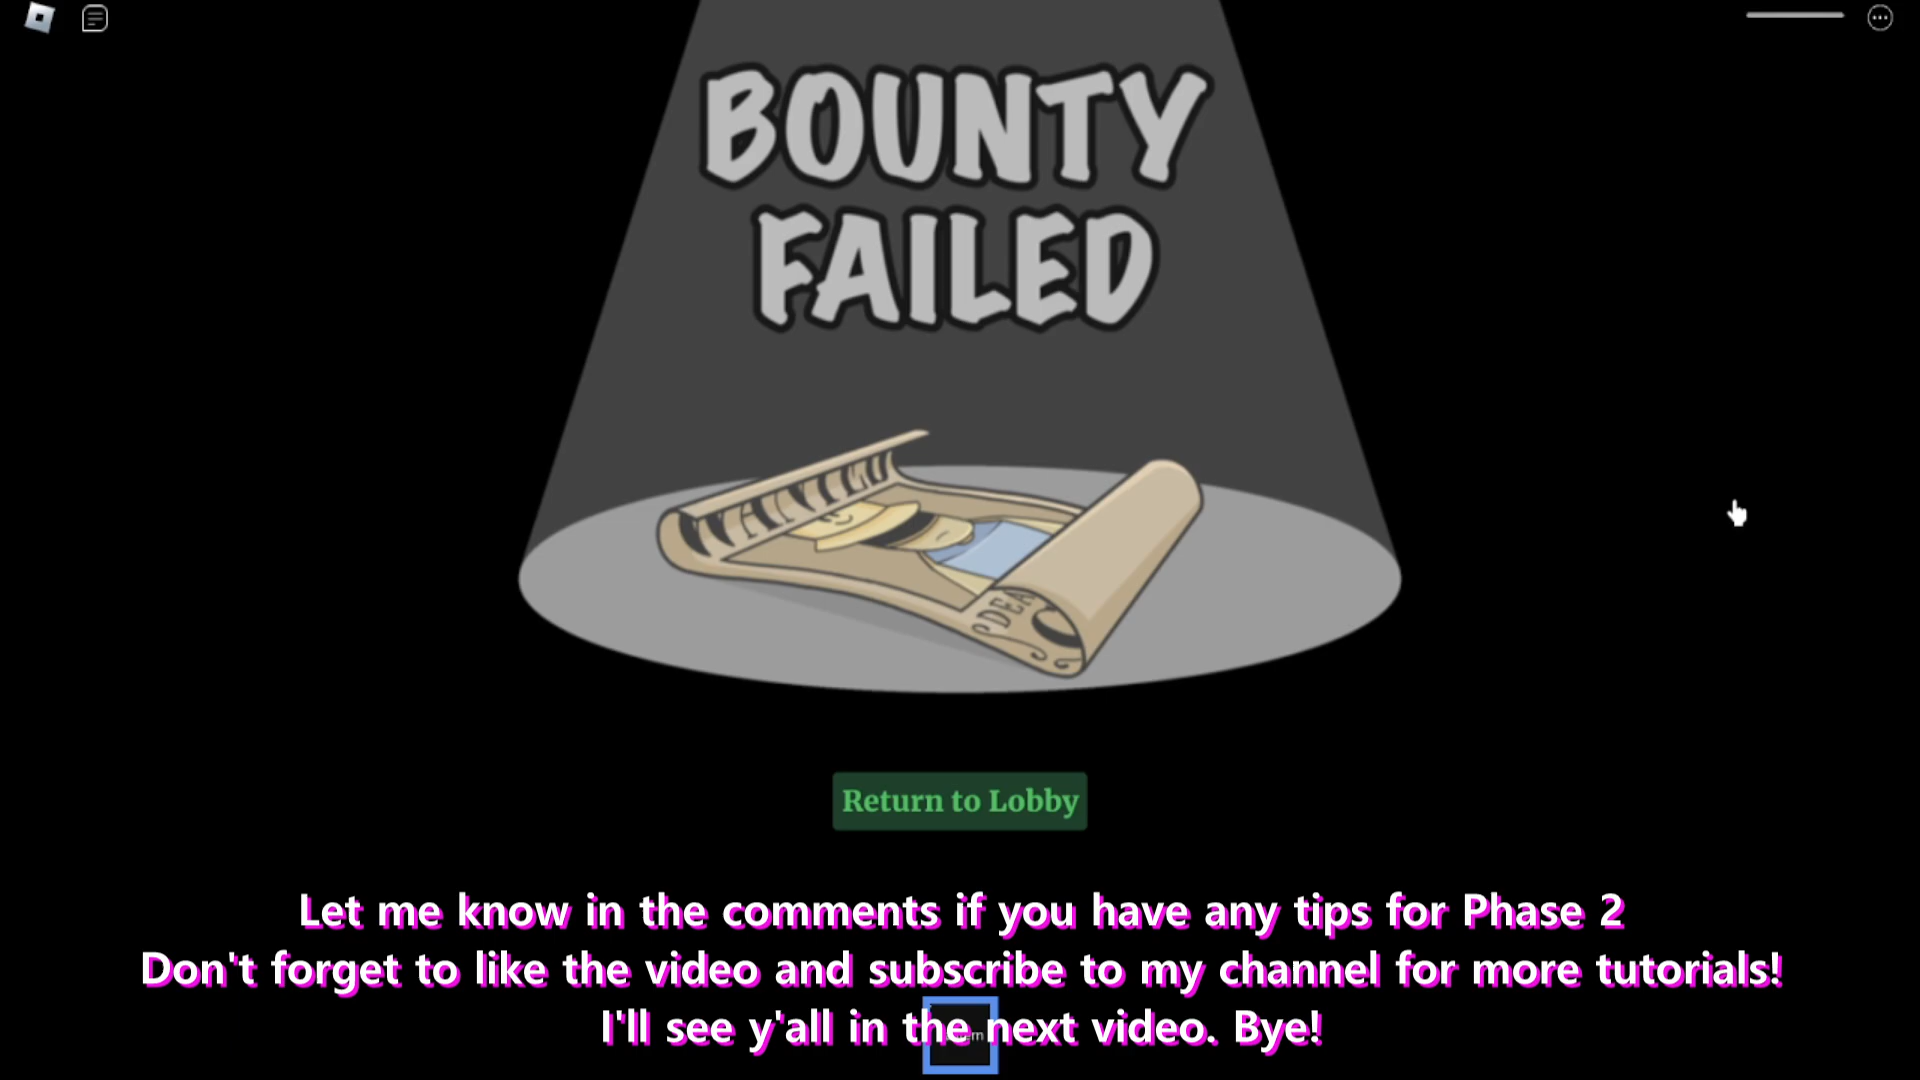 BOUNTY
FAILED
WANTED
DEA
Return to Lobby
Let me know in the comments if you have any tips for Phase 2
Don't forget to like the video and subscribe to my channel for more tutorials!
I'll see y'all in the next video. Bye!